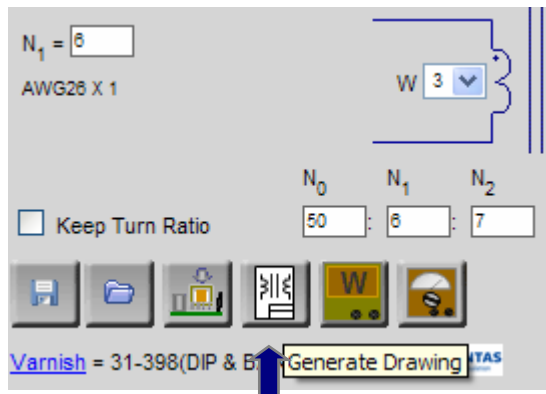 N1 = 6
AWG26 X 1
W 3
N0 N1 N2
Keep Turn Ratio 50 : 6 : 7
W
Varnish = 31-398(DIP & B Generate Drawing NTAS